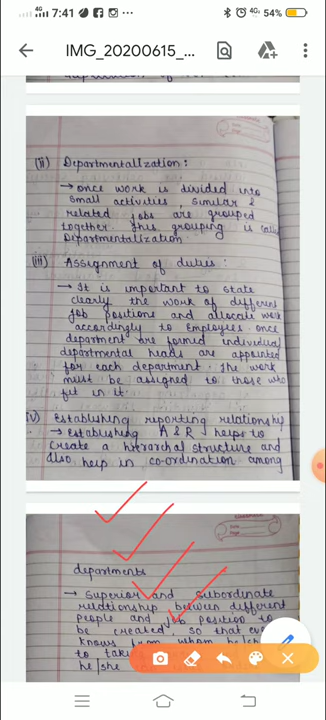 4G 7:41
4G 54%
IMG_20200615_...
(ii) Departmentalization :
→ once work is divided into
small activities, similar &
related jobs are grouped
together. This grouping is called
Departmentalization
(iii) Assignment of duties :
→ It is important to state
clearly the work of different
job positions and allocate work
accordingly to Employees. once
department are formed individual
departmental heads are appointed
for each department. The work
must be assigned to those who
fit in it.
iv) Establishing reporting relationship
→ Establishing A & R helps to
create a hierarchal structure and
also help in co-ordination among
departments
→ Superior and subordinate
relationship between different
people and job position to
be created. so that
knows from whom he/she
to
he/she